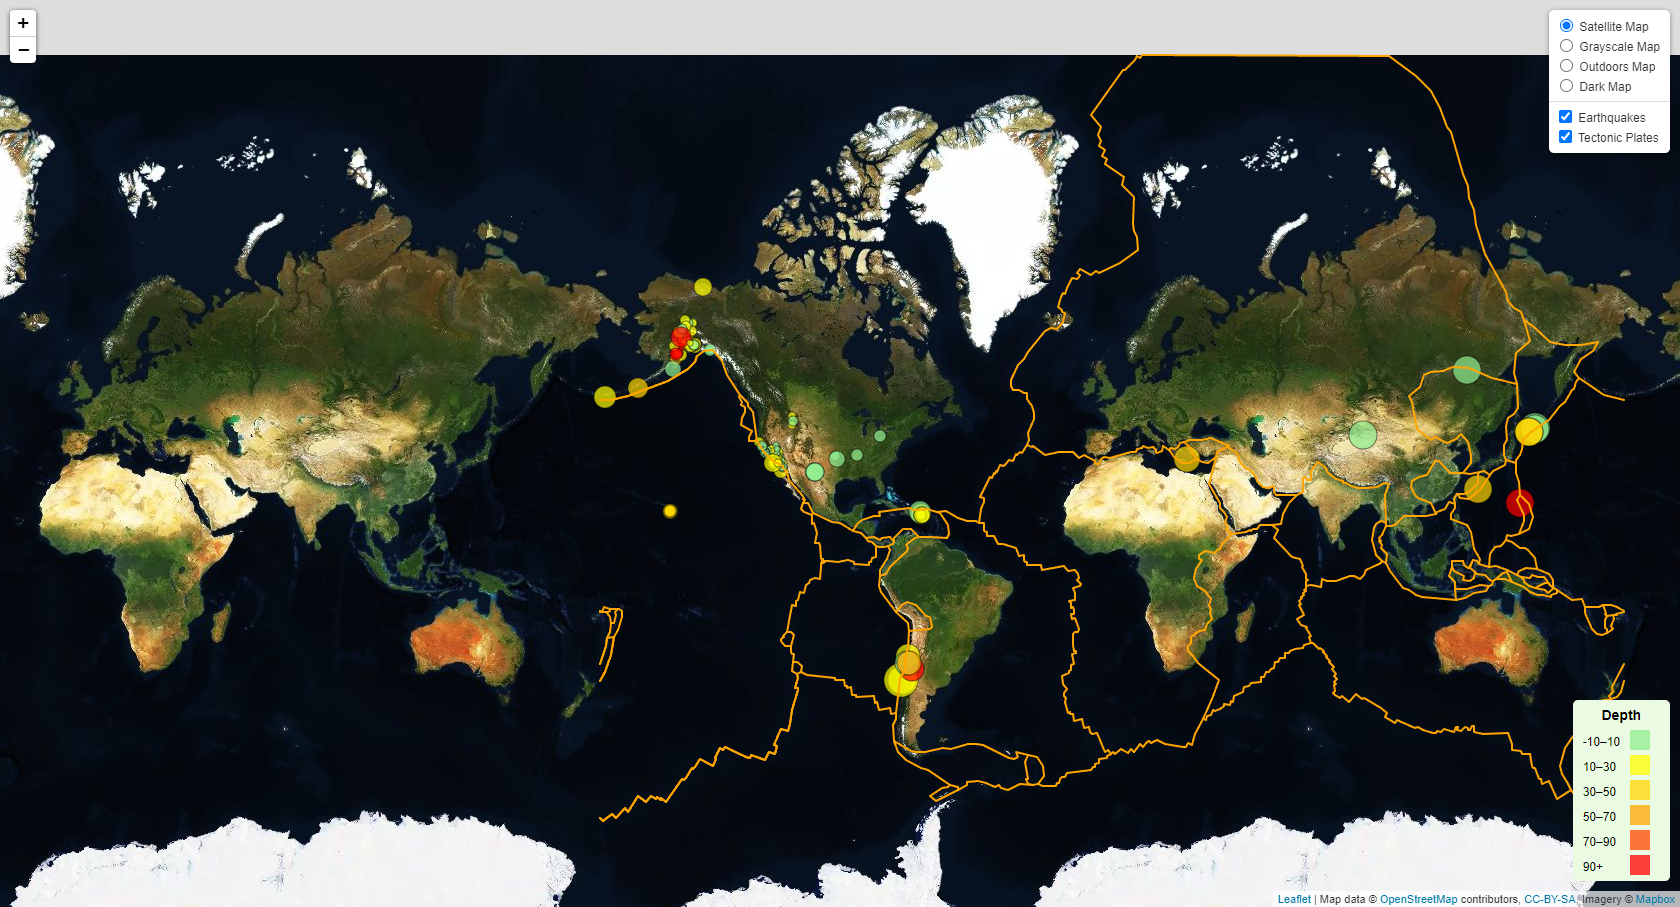 +
−
Satellite Map
Grayscale Map
Outdoors Map
Dark Map
Earthquakes
Tectonic Plates
Depth
-10–10
10–30
30–50
50–70
70–90
90+
Leaflet | Map data © OpenStreetMap contributors, CC-BY-SA, Imagery © Mapbox